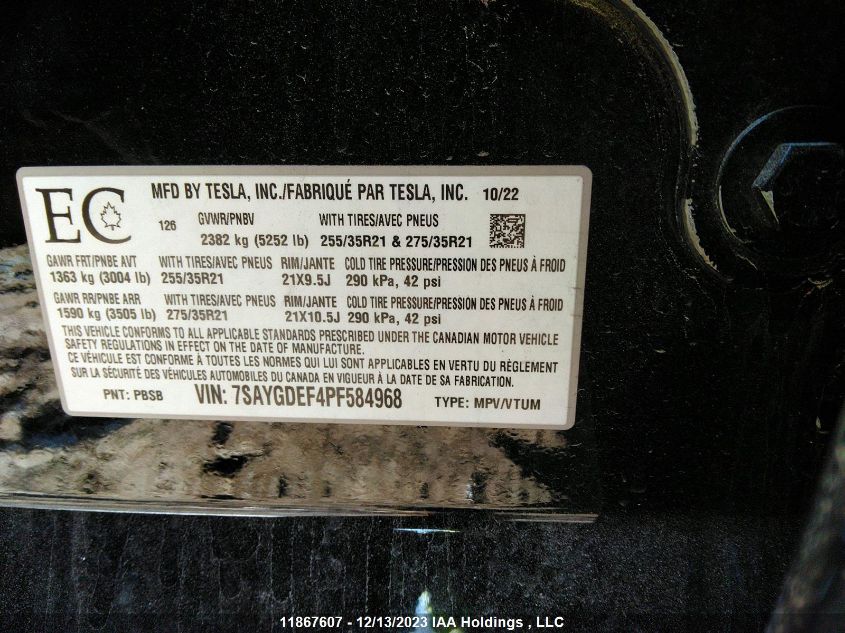 EC
MFD BY TESLA, INC./FABRIQUÉ PAR TESLA, INC. 10/22
126 GVWR/PNBV WITH TIRES/AVEC PNEUS
2382 kg (5252 lb) 255/35R21 & 275/35R21
GAWR FRT/PNBE AVT WITH TIRES/AVEC PNEUS RIM/JANTE COLD TIRE PRESSURE/PRESSION DES PNEUS À FROID
1363 kg (3004 lb) 255/35R21 21X9.5J 290 kPa, 42 psi
GAWR RR/PNBE ARR WITH TIRES/AVEC PNEUS RIM/JANTE COLD TIRE PRESSURE/PRESSION DES PNEUS À FROID
1590 kg (3505 lb) 275/35R21 21X10.5J 290 kPa, 42 psi
THIS VEHICLE CONFORMS TO ALL APPLICABLE STANDARDS PRESCRIBED UNDER THE CANADIAN MOTOR VEHICLE
SAFETY REGULATIONS IN EFFECT ON THE DATE OF MANUFACTURE.
CE VÉHICULE EST CONFORME À TOUTES LES NORMES QUI LUI SONT APPLICABLES EN VERTU DU RÈGLEMENT
SUR LA SÉCURITÉ DES VÉHICULES AUTOMOBILES DU CANADA EN VIGUEUR À LA DATE DE SA FABRICATION.
PNT: PBSB VIN: 7SAYGDEF4PF584968 TYPE: MPV/VTUM
11867607 - 12/13/2023 IAA Holdings , LLC